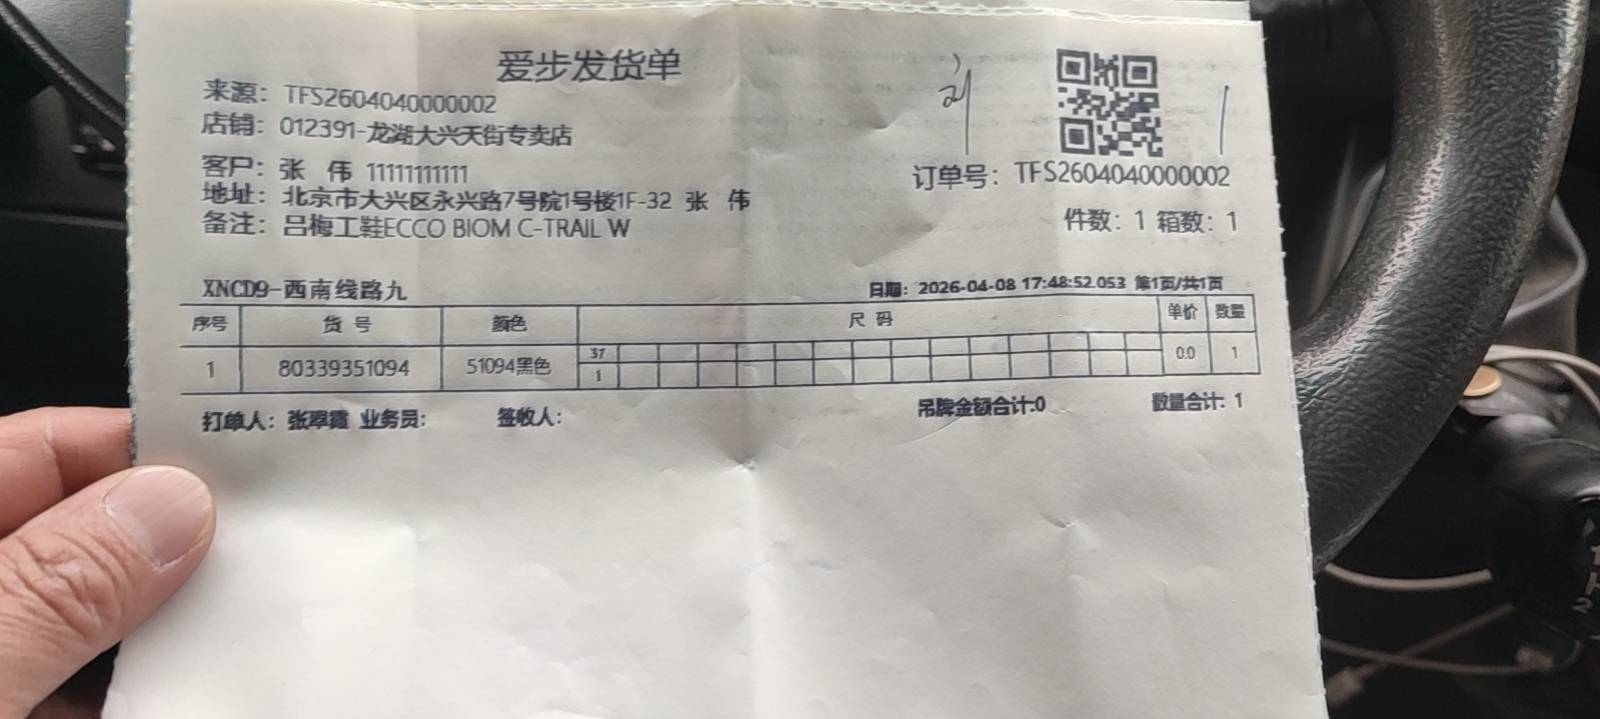 爱步发货单
来源：TFS2604040000002
店铺：012391-龙湖大兴天街专卖店
客户：张 伟 11111111111
地址：北京市大兴区永兴路7号院1号楼1F-32 张 伟
备注：吕梅工鞋ECCO BIOM C-TRAIL W
订单号：TFS2604040000002
件数：1 箱数：1
XNCD9-西南线路九
日期：2026-04-08 17:48:52.053 第1页/共1页
序号 货 号 颜色 尺 码 单价 数量
37
1 80339351094 51094黑色 0.0 1
1
打单人：张翠霞 业务员: 签收人: 吊牌金额合计:0 数量合计: 1